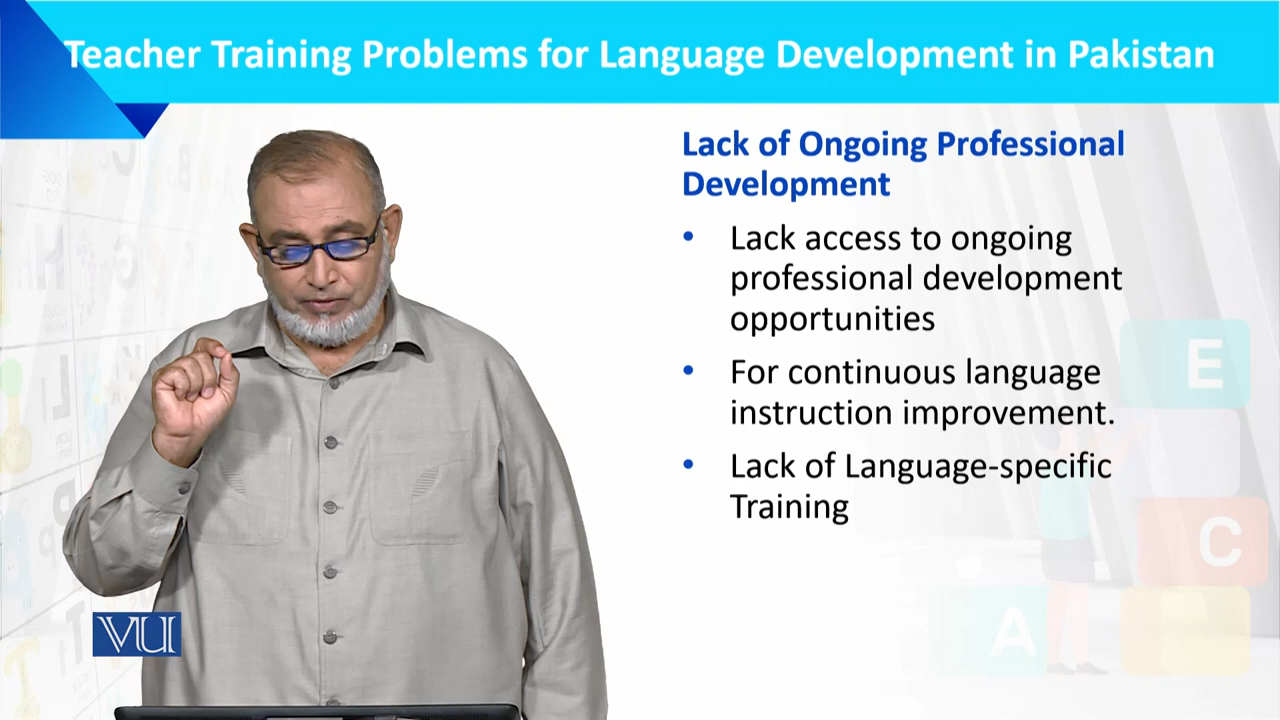 Teacher Training Problems for Language Development in Pakistan
Lack of Ongoing Professional
Development
• Lack access to ongoing
professional development
opportunities
• For continuous language
instruction improvement.
• Lack of Language-specific
Training
E
C
A
VU